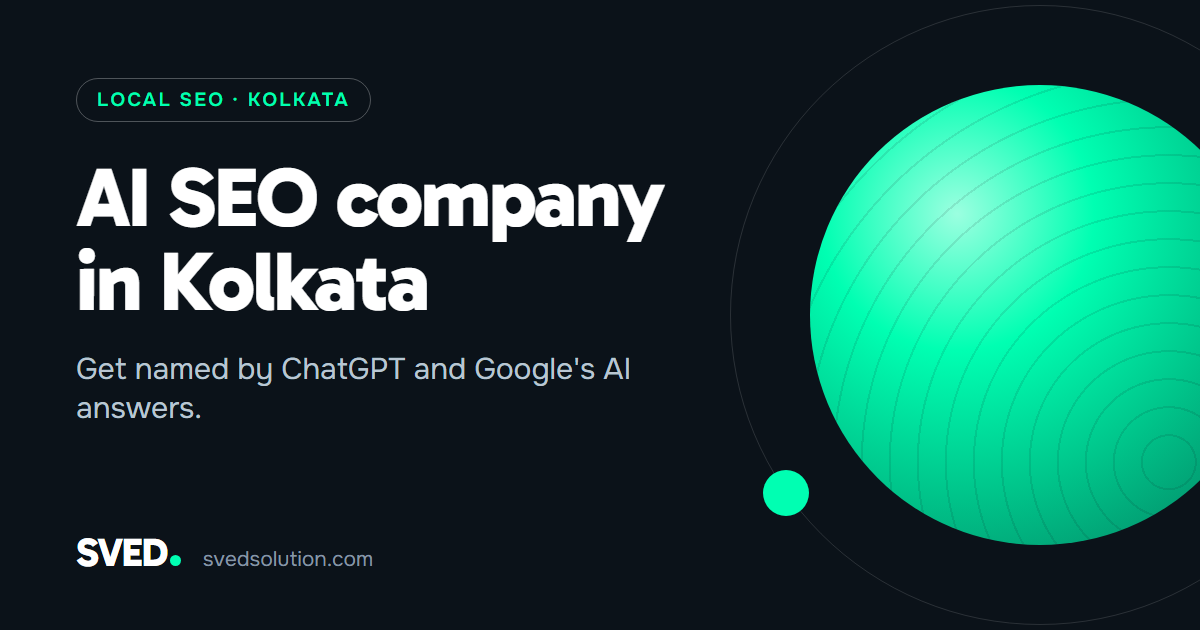 LOCAL SEO · KOLKATA
AI SEO company
in Kolkata
Get named by ChatGPT and Google's AI
answers.
SVED. svedsolution.com